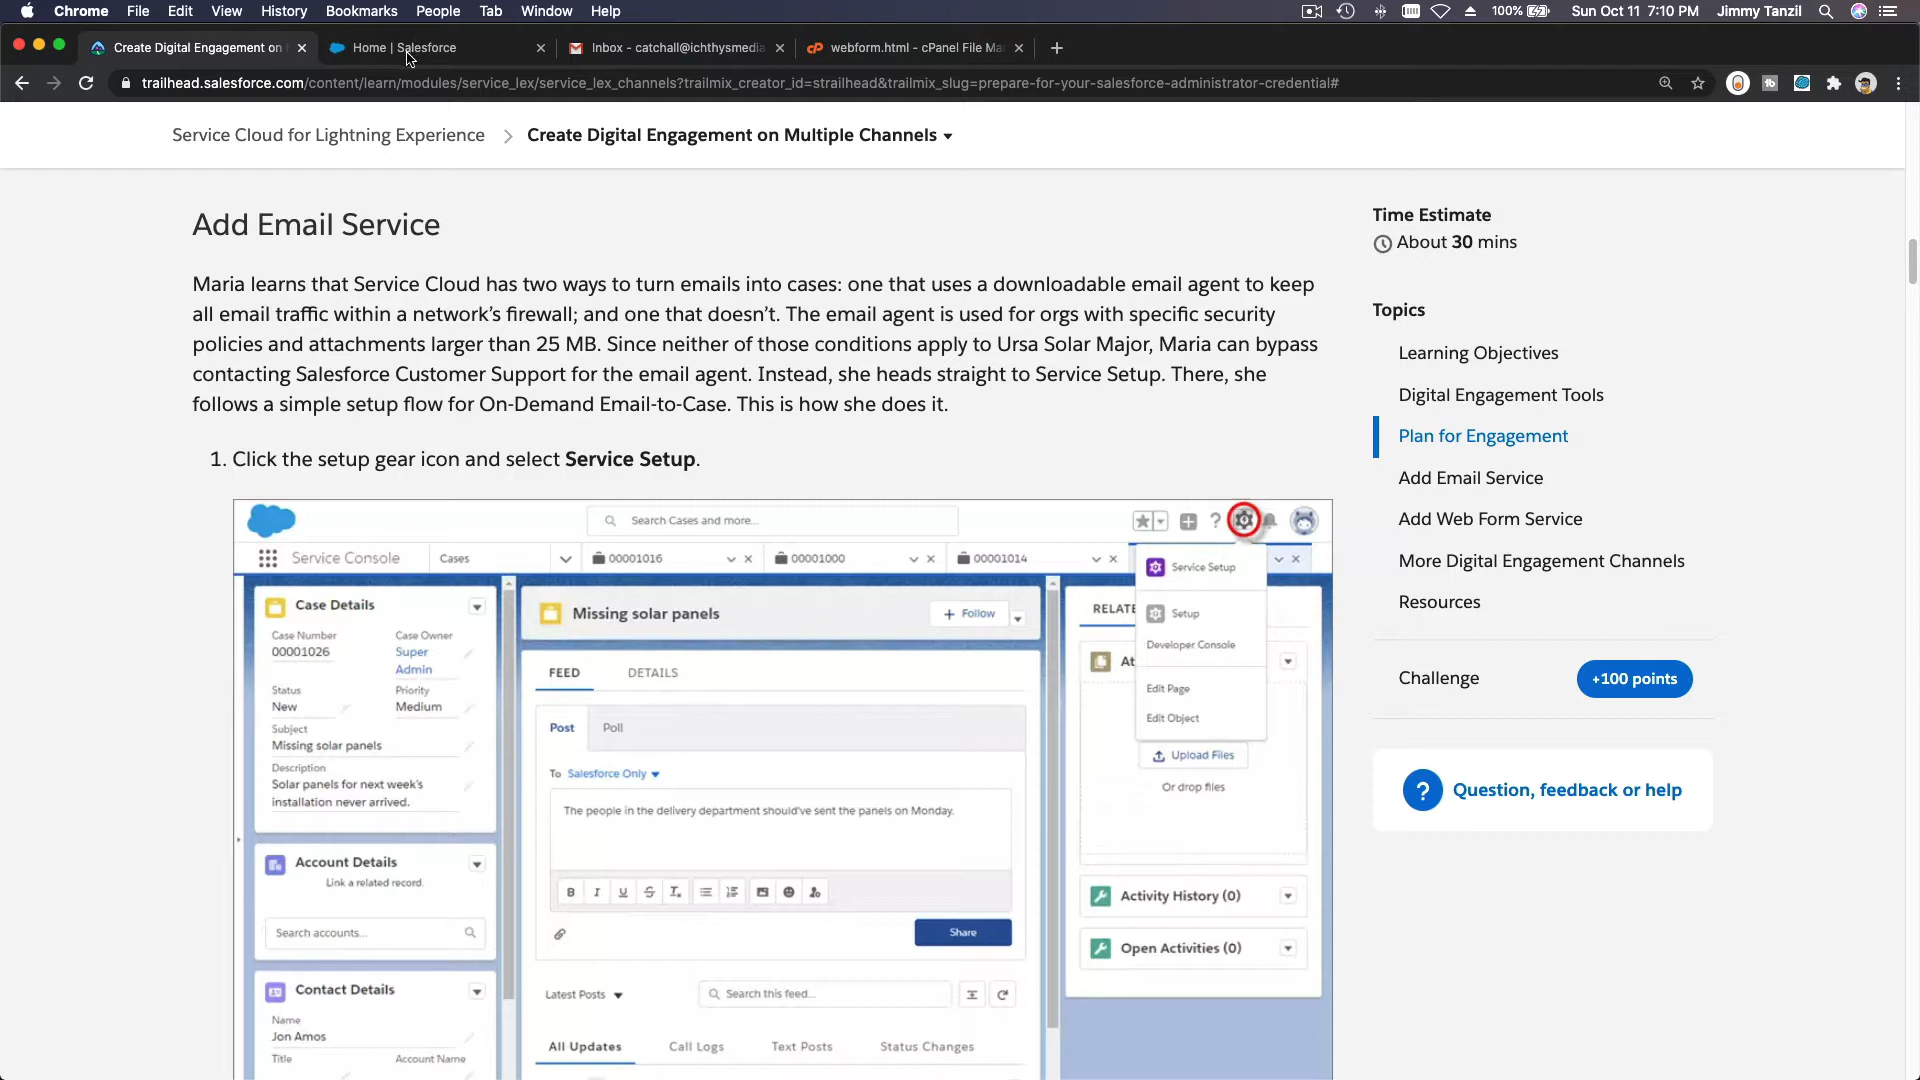 Chrome File Edit View History Bookmarks People Tab Window Help
100% Sun Oct 11 7:10 PM Jimmy Tanzil
Create Digital Engagement on
Home | Salesforce
Inbox - catchall@ichthysmedia
webform.html - cPanel File Ma
trailhead.salesforce.com/content/learn/modules/service_lex/service_lex_channels?trailmix_creator_id=strailhead&trailmix_slug=prepare-for-your-salesforce-administrator-credential#
Service Cloud for Lightning Experience
Create Digital Engagement on Multiple Channels
Add Email Service
Maria learns that Service Cloud has two ways to turn emails into cases: one that uses a downloadable email agent to keep
all email traffic within a network’s firewall; and one that doesn’t. The email agent is used for orgs with specific security
policies and attachments larger than 25 MB. Since neither of those conditions apply to Ursa Solar Major, Maria can bypass
contacting Salesforce Customer Support for the email agent. Instead, she heads straight to Service Setup. There, she
follows a simple setup flow for On-Demand Email-to-Case. This is how she does it.
1. Click the setup gear icon and select Service Setup.
Search Cases and more...
Service Console
Cases
00001016
00001000
00001014
Case Details
Case Number
00001026
Case Owner
Super
Admin
Status
New
Priority
Medium
Subject
Missing solar panels
Description
Solar panels for next week's
installation never arrived.
Account Details
Link a related record.
Search accounts...
Contact Details
Name
Jon Amos
Title
Account Name
Missing solar panels
+ Follow
FEED
DETAILS
Post
Poll
To Salesforce Only
The people in the delivery department should've sent the panels on Monday.
B I U S Tx
Share
Latest Posts
Search this feed...
All Updates
Call Logs
Text Posts
Status Changes
RELATE
Service Setup
Setup
Developer Console
At
Edit Page
Edit Object
Upload Files
Or drop files
Activity History (0)
Open Activities (0)
Time Estimate
About 30 mins
Topics
Learning Objectives
Digital Engagement Tools
Plan for Engagement
Add Email Service
Add Web Form Service
More Digital Engagement Channels
Resources
Challenge
+100 points
Question, feedback or help